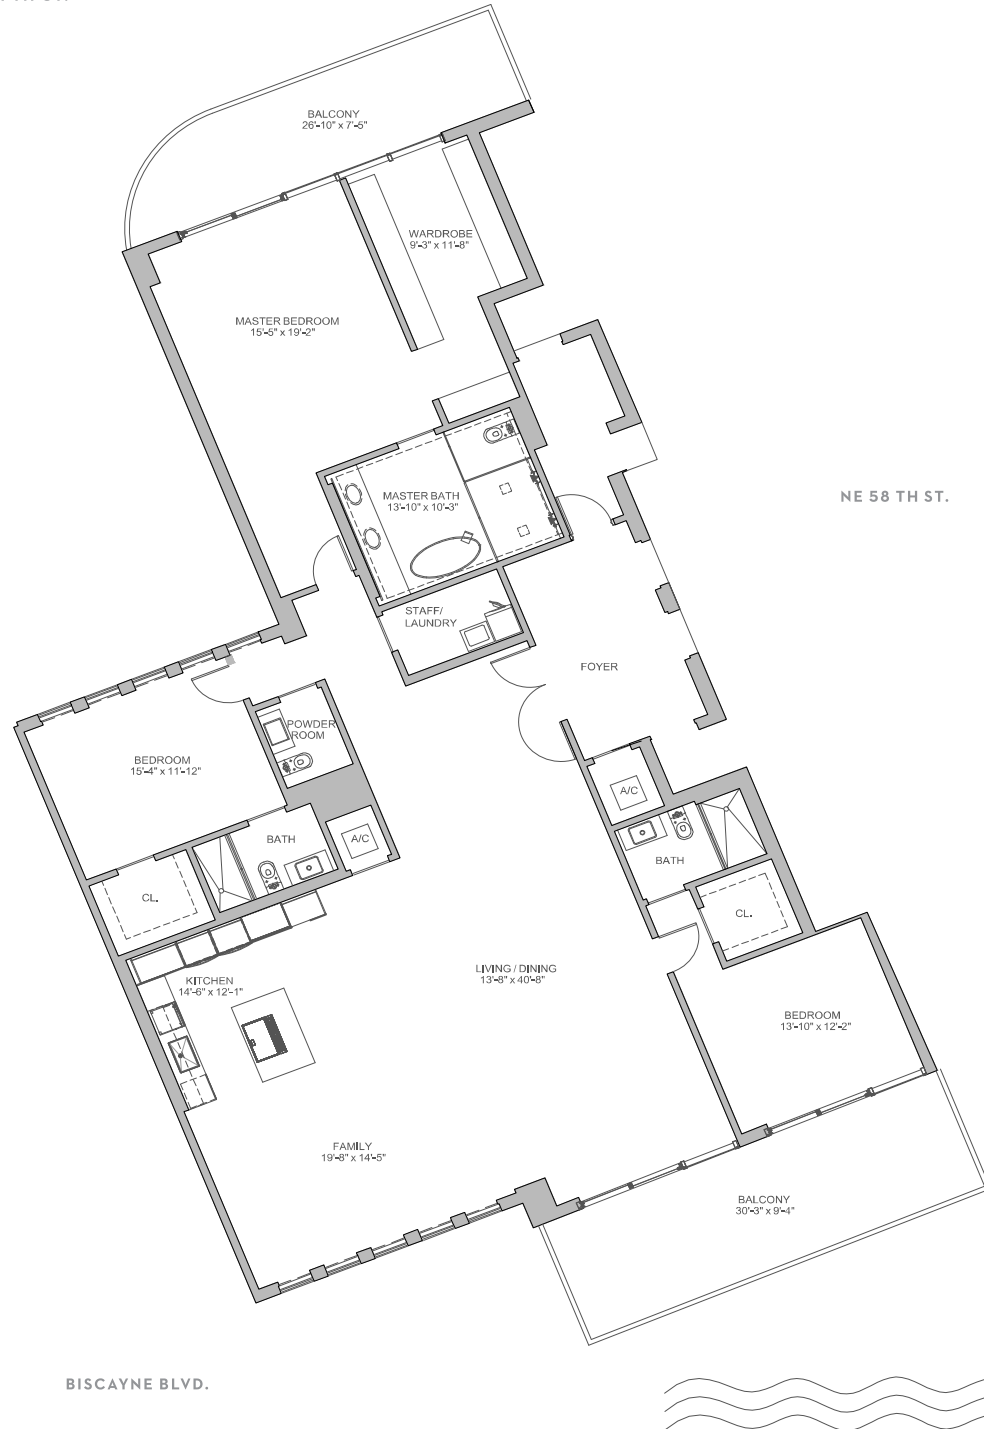 BALCONY
26'-10" x 7'-5"
WARDROBE
9'-3" x 11'-8"
MASTER BEDROOM
15'-5" x 19'-2"
MASTER BATH
13'-10" x 10'-3"
NE 58 TH ST.
STAFF/
LAUNDRY
FOYER
POWDER
ROOM
BEDROOM
15'-4" x 11'-12"
A/C
BATH
A/C
BATH
CL.
CL.
LIVING / DINING
13'-8" x 40'-8"
KITCHEN
14'-6" x 12'-1"
BEDROOM
13'-10" x 12'-2"
FAMILY
19'-8" x 14'-5"
BALCONY
30'-3" x 9'-4"
BISCAYNE BLVD.